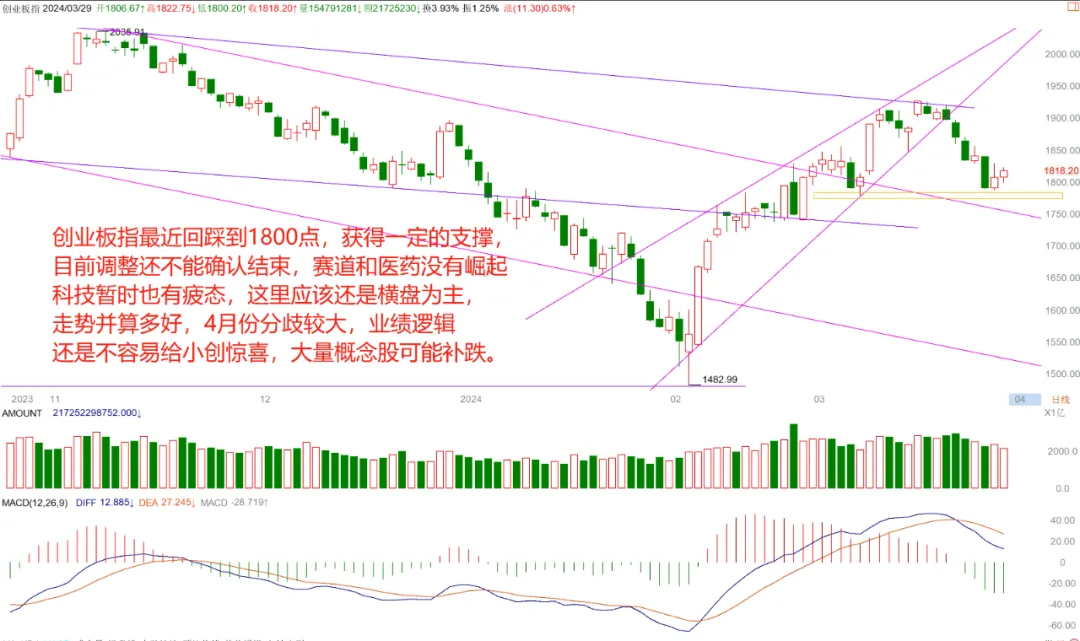 创业板指 2024/03/29 开1806.67↑高1822.75↓低1800.20↑收1818.20↑量154791281↓照21725230↓换3.93% 振1.25% 涨(11.30)0.63%↑
2035.91
2000.00
1950.00
1900.00
1850.00
1818.20
1800.00
1750.00
1700.00
1650.00
1600.00
1550.00
1500.00
创业板指最近回踩到1800点，获得一定的支撑，
目前调整还不能确认结束，赛道和医药没有崛起
科技暂时也有疲态，这里应该还是横盘为主，
走势并算多好，4月份分歧较大，业绩逻辑
还是不容易给小创惊喜，大量概念股可能补跌。
1482.99
2023 11 12 2024 02 03 04 日线
AMOUNT 217252298752.000↓ X1亿
2000.0
0.0
MACD(12,26,9) DIFF 12.885↓ DEA 27.245↓ MACD -28.719↑
40.00
20.00
0
-20.00
-40.00
-60.00